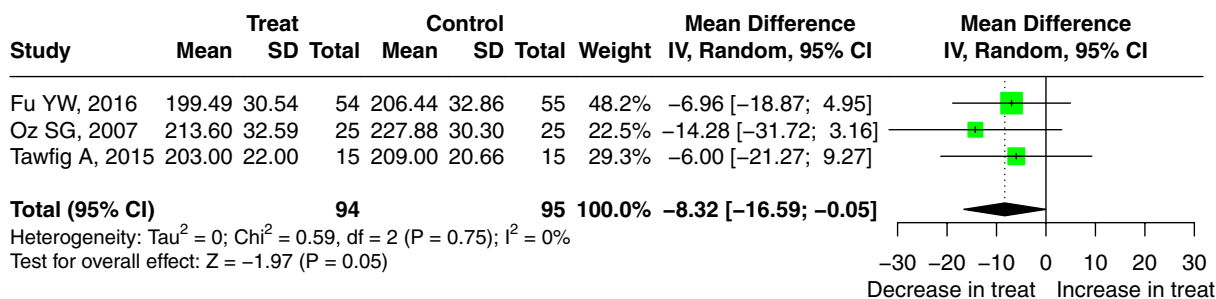 Treat Control Mean Difference Mean Difference
Study Mean SD Total Mean SD Total Weight IV, Random, 95% CI IV, Random, 95% CI
Fu YW, 2016 199.49 30.54 54 206.44 32.86 55 48.2% −6.96 [−18.87; 4.95]
Oz SG, 2007 213.60 32.59 25 227.88 30.30 25 22.5% −14.28 [−31.72; 3.16]
Tawfig A, 2015 203.00 22.00 15 209.00 20.66 15 29.3% −6.00 [−21.27; 9.27]
Total (95% CI) 94 95 100.0% −8.32 [−16.59; −0.05]
Heterogeneity: Tau² = 0; Chi² = 0.59, df = 2 (P = 0.75); I² = 0%
Test for overall effect: Z = −1.97 (P = 0.05)
−30 −20 −10 0 10 20 30
Decrease in treat Increase in treat